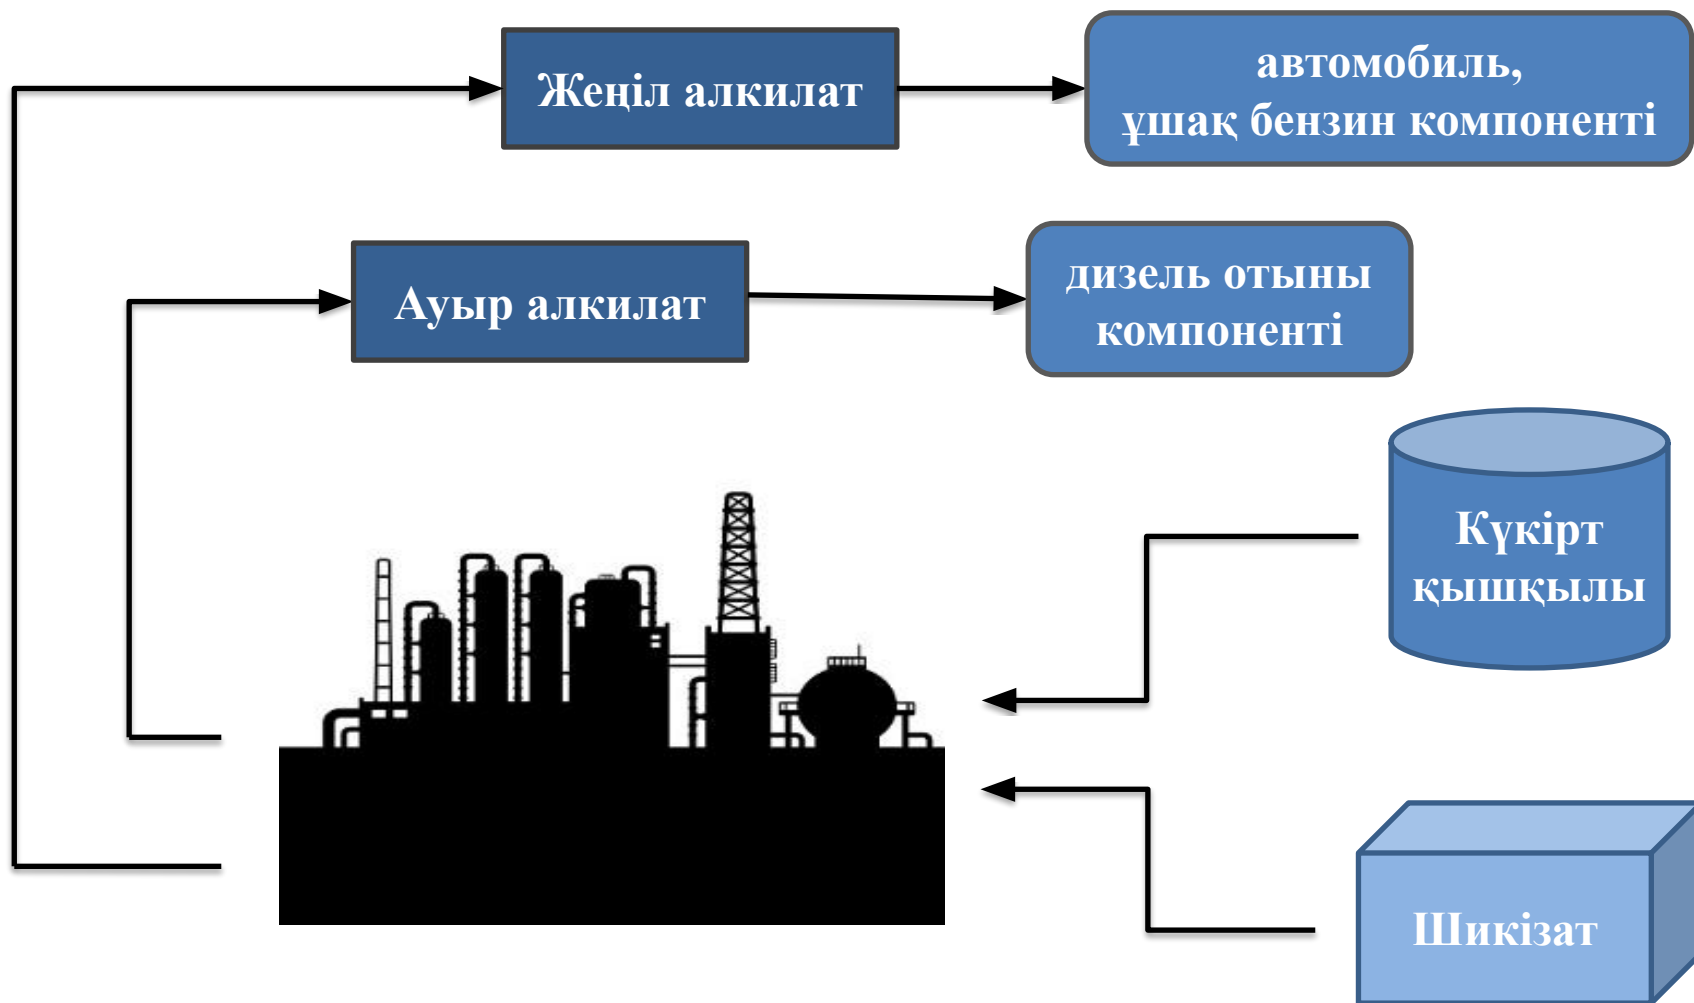 Жеңіл алкилат
автомобиль,
ұшақ бензин компоненті
Ауыр алкилат
дизель отыны
компоненті
Күкірт
қышқылы
Шикізат